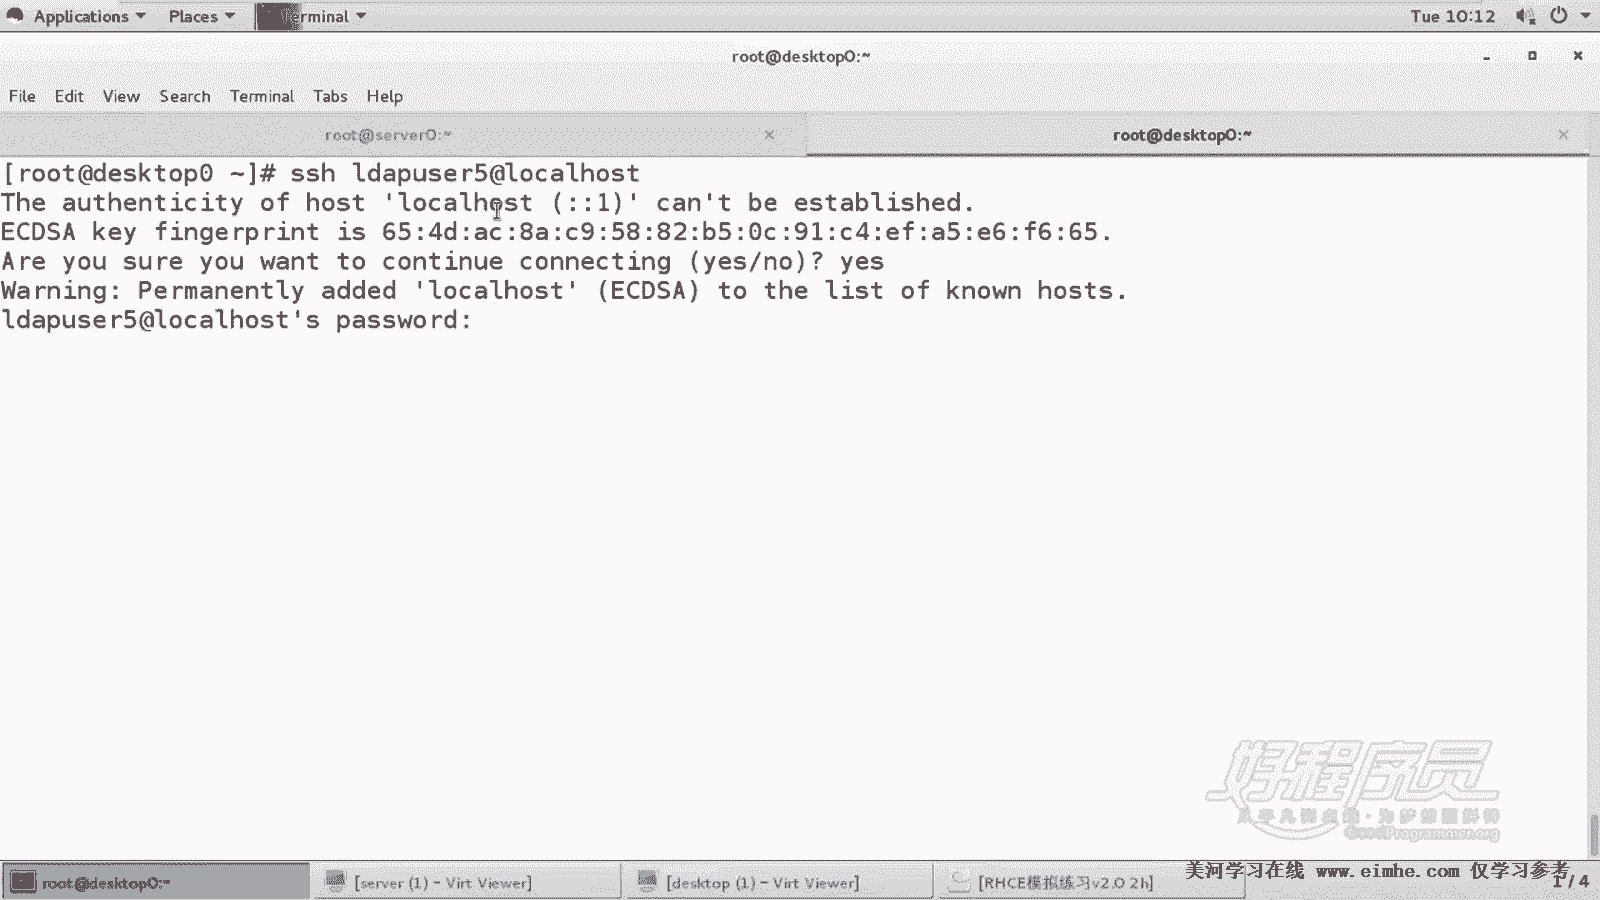 Applications Places Terminal Tue 10:12
root@desktop0:~
File Edit View Search Terminal Tabs Help
root@server0:~ root@desktop0:~
[root@desktop0 ~]# ssh ldapuser5@localhost
The authenticity of host 'localhost (::1)' can't be established.
ECDSA key fingerprint is 65:4d:ac:8a:c9:58:82:b5:0c:91:c4:ef:a5:e6:f6:65.
Are you sure you want to continue connecting (yes/no)? yes
Warning: Permanently added 'localhost' (ECDSA) to the list of known hosts.
ldapuser5@localhost's password:
好程序员
GoodProgrammer.org
root@desktop0:~ [server (1) - Virt Viewer] [desktop (1) - Virt Viewer] [RHCE模拟练习v2.0 2h] 美河学习在线 www.eimhe.com 仅学习参考 1 / 4